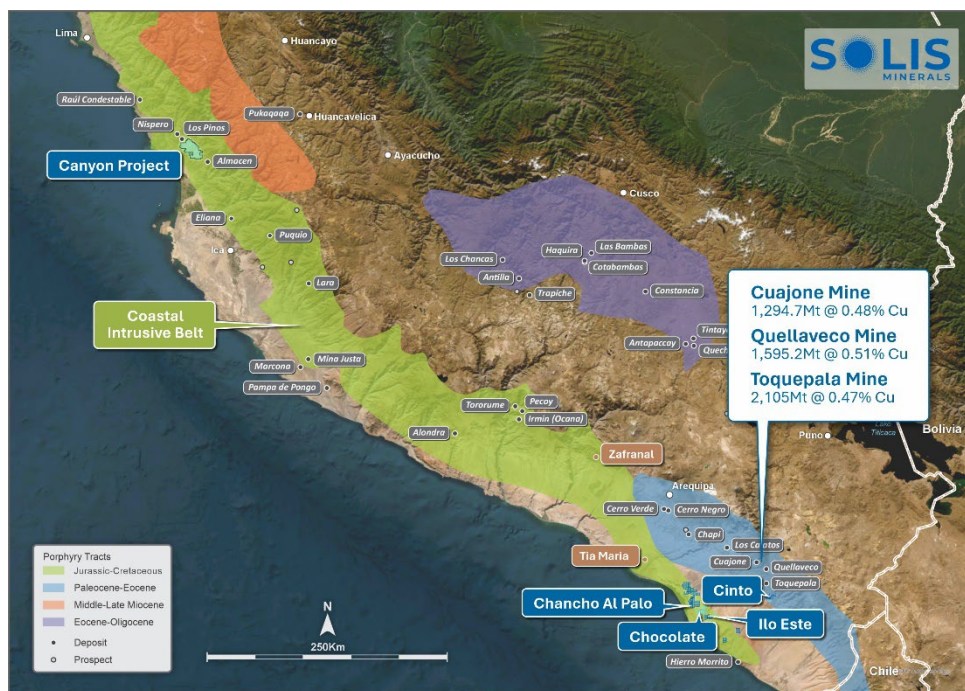 Lima
Huancayo
SOLIS
MINERALS
Raúl Condestable
Pukaqaqa
Huancavelica
Nispero
Los Pinos
Canyon Project
Almacen
Ayacucho
Cusco
Eliana
Puquio
Ica
Haquira
Las Bambas
Los Chancas
Cotabambas
Antilla
Trapiche
Constancia
Lara
Coastal
Intrusive Belt
Cuajone Mine
1,294.7Mt @ 0.48% Cu
Quellaveco Mine
1,595.2Mt @ 0.51% Cu
Toquepala Mine
2,105Mt @ 0.47% Cu
Tintay
Antapaccay
Quech
Mina Justa
Marcona
Pampa de Pongo
Pecoy
Tororume
Irmin (Ocana)
Alondra
Puno
Lake
Titicaca
Bolivia
Zafranal
Arequipa
Cerro Verde
Cerro Negro
Chapi
Los Calatos
Tia Maria
Cuajone
Quellaveco
Toquepala
Cinto
Chancho Al Palo
Ilo Este
Chocolate
Hierro Morrito
Chile
Porphyry Tracts
Jurassic-Cretaceous
Paleocene-Eocene
Middle-Late Miocene
Eocene-Oligocene
Deposit
Prospect
N
250Km